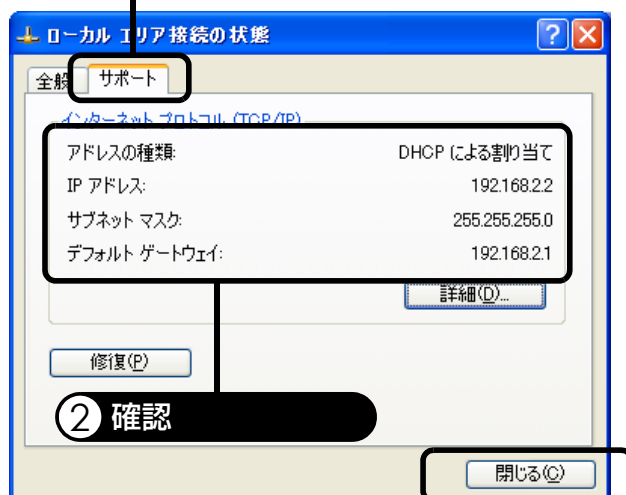 ローカル エリア接続の状態
全般 サポート
インターネット プロトコル (TCP/IP)
アドレスの種類: DHCP による割り当て
IP アドレス: 192.168.2.2
サブネット マスク: 255.255.255.0
デフォルト ゲートウェイ: 192.168.2.1
詳細(D)...
修復(P)
② 確認
閉じる(C)